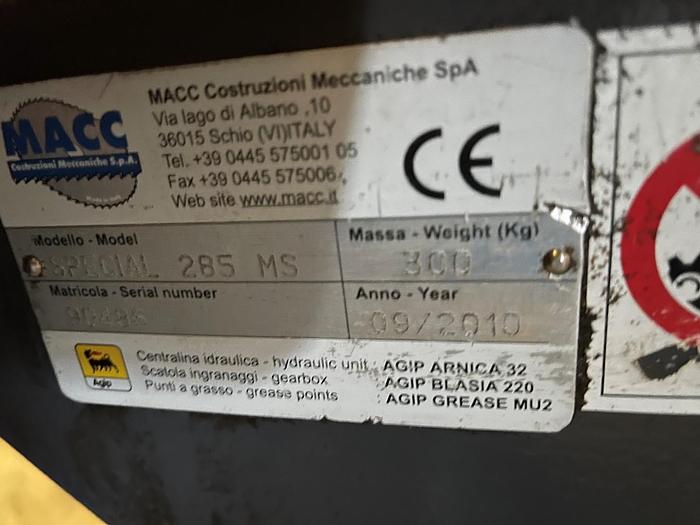 MACC
Costruzioni Meccaniche S.p.A.
MACC Costruzioni Meccaniche SpA
Via lago di Albano ,10
36015 Schio (VI)ITALY
Tel. +39 0445 575001 05
Fax +39 0445 575006
Web site www.macc.it
CE
Modello - Model
SPECIAL 285 MS
Massa - Weight (Kg)
300
Matricola - Serial number
Anno - Year
09/2010
Agip
Centralina idraulica - hydraulic unit : AGIP ARNICA 32
Scatola ingranaggi - gearbox : AGIP BLASIA 220
Punti a grasso - grease points : AGIP GREASE MU2